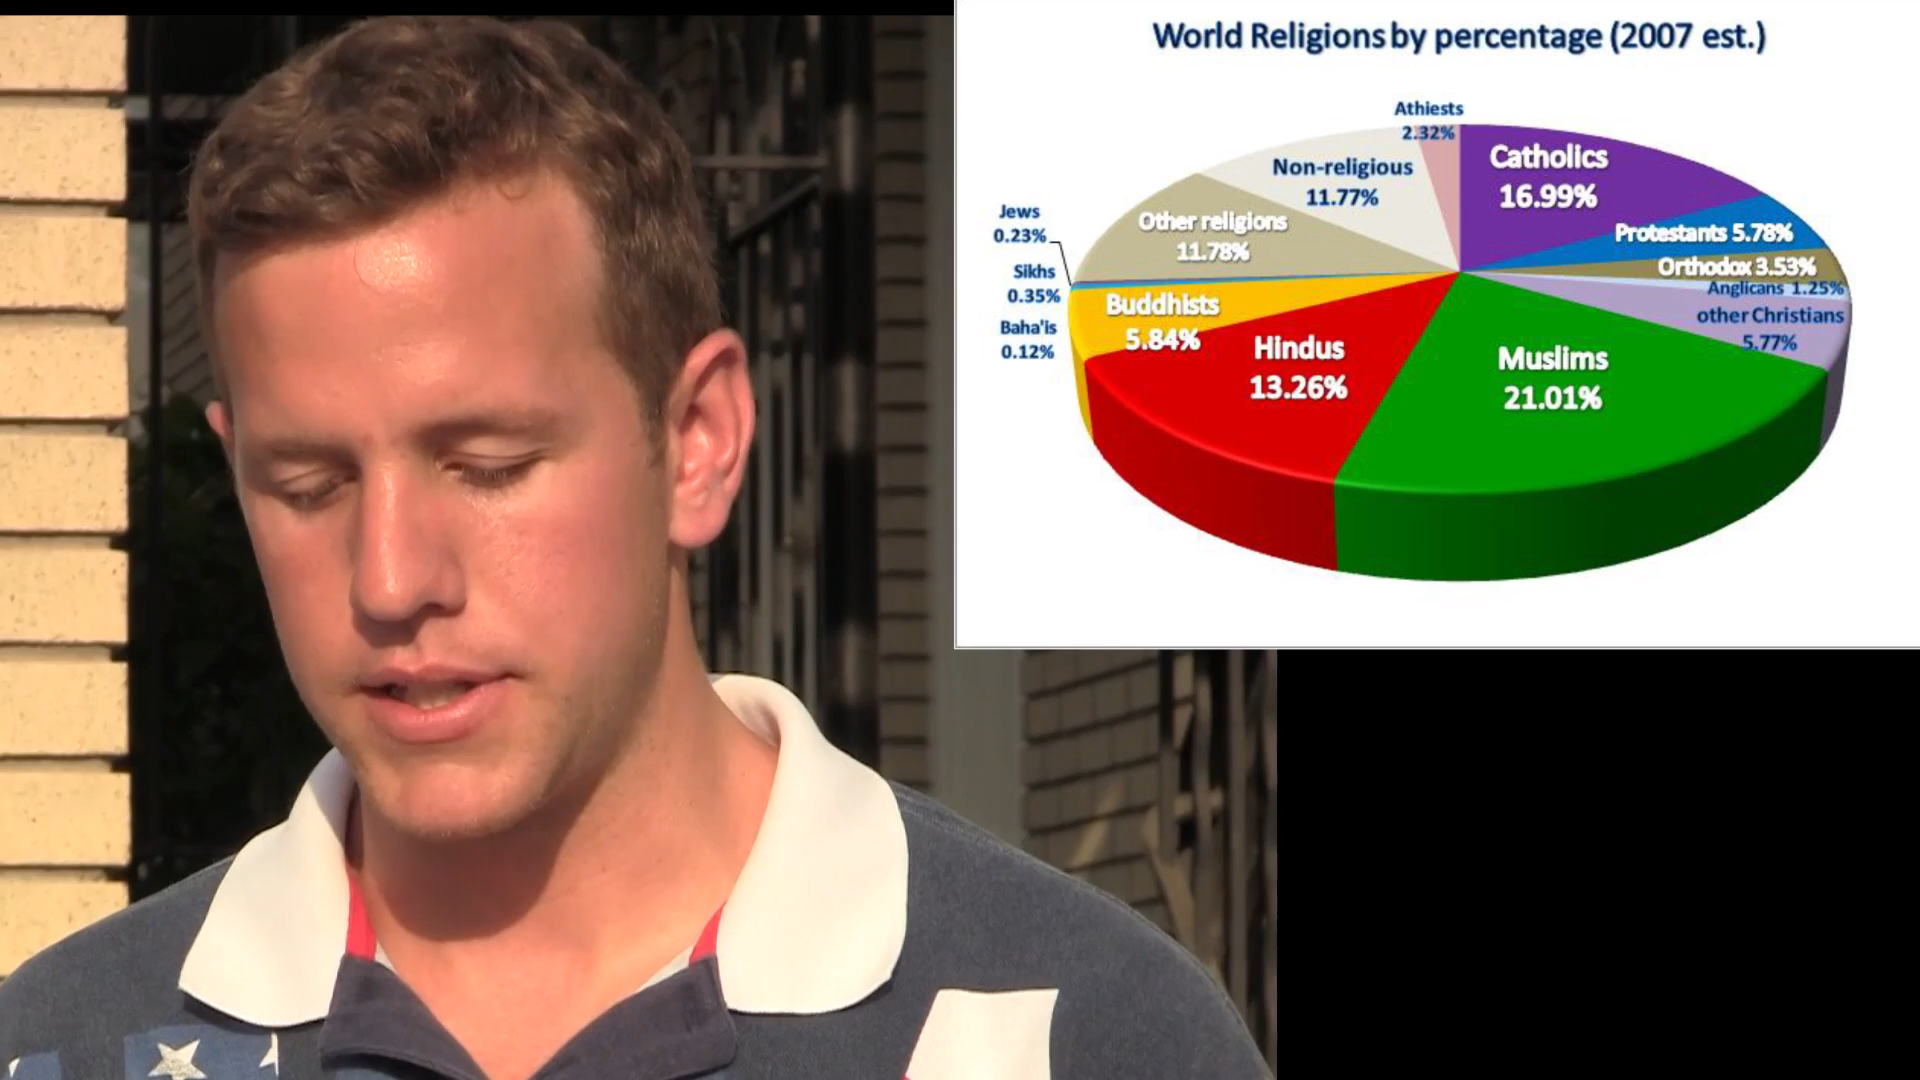 World Religions by percentage (2007 est.)
Athiests
2.32%
Catholics
16.99%
Non-religious
11.77%
Jews
0.23%
Other religions
11.78%
Protestants 5.78%
Orthodox 3.53%
Sikhs
0.35%
Anglicans 1.25%
Buddhists
5.84%
other Christians
5.77%
Baha'is
0.12%
Hindus
13.26%
Muslims
21.01%